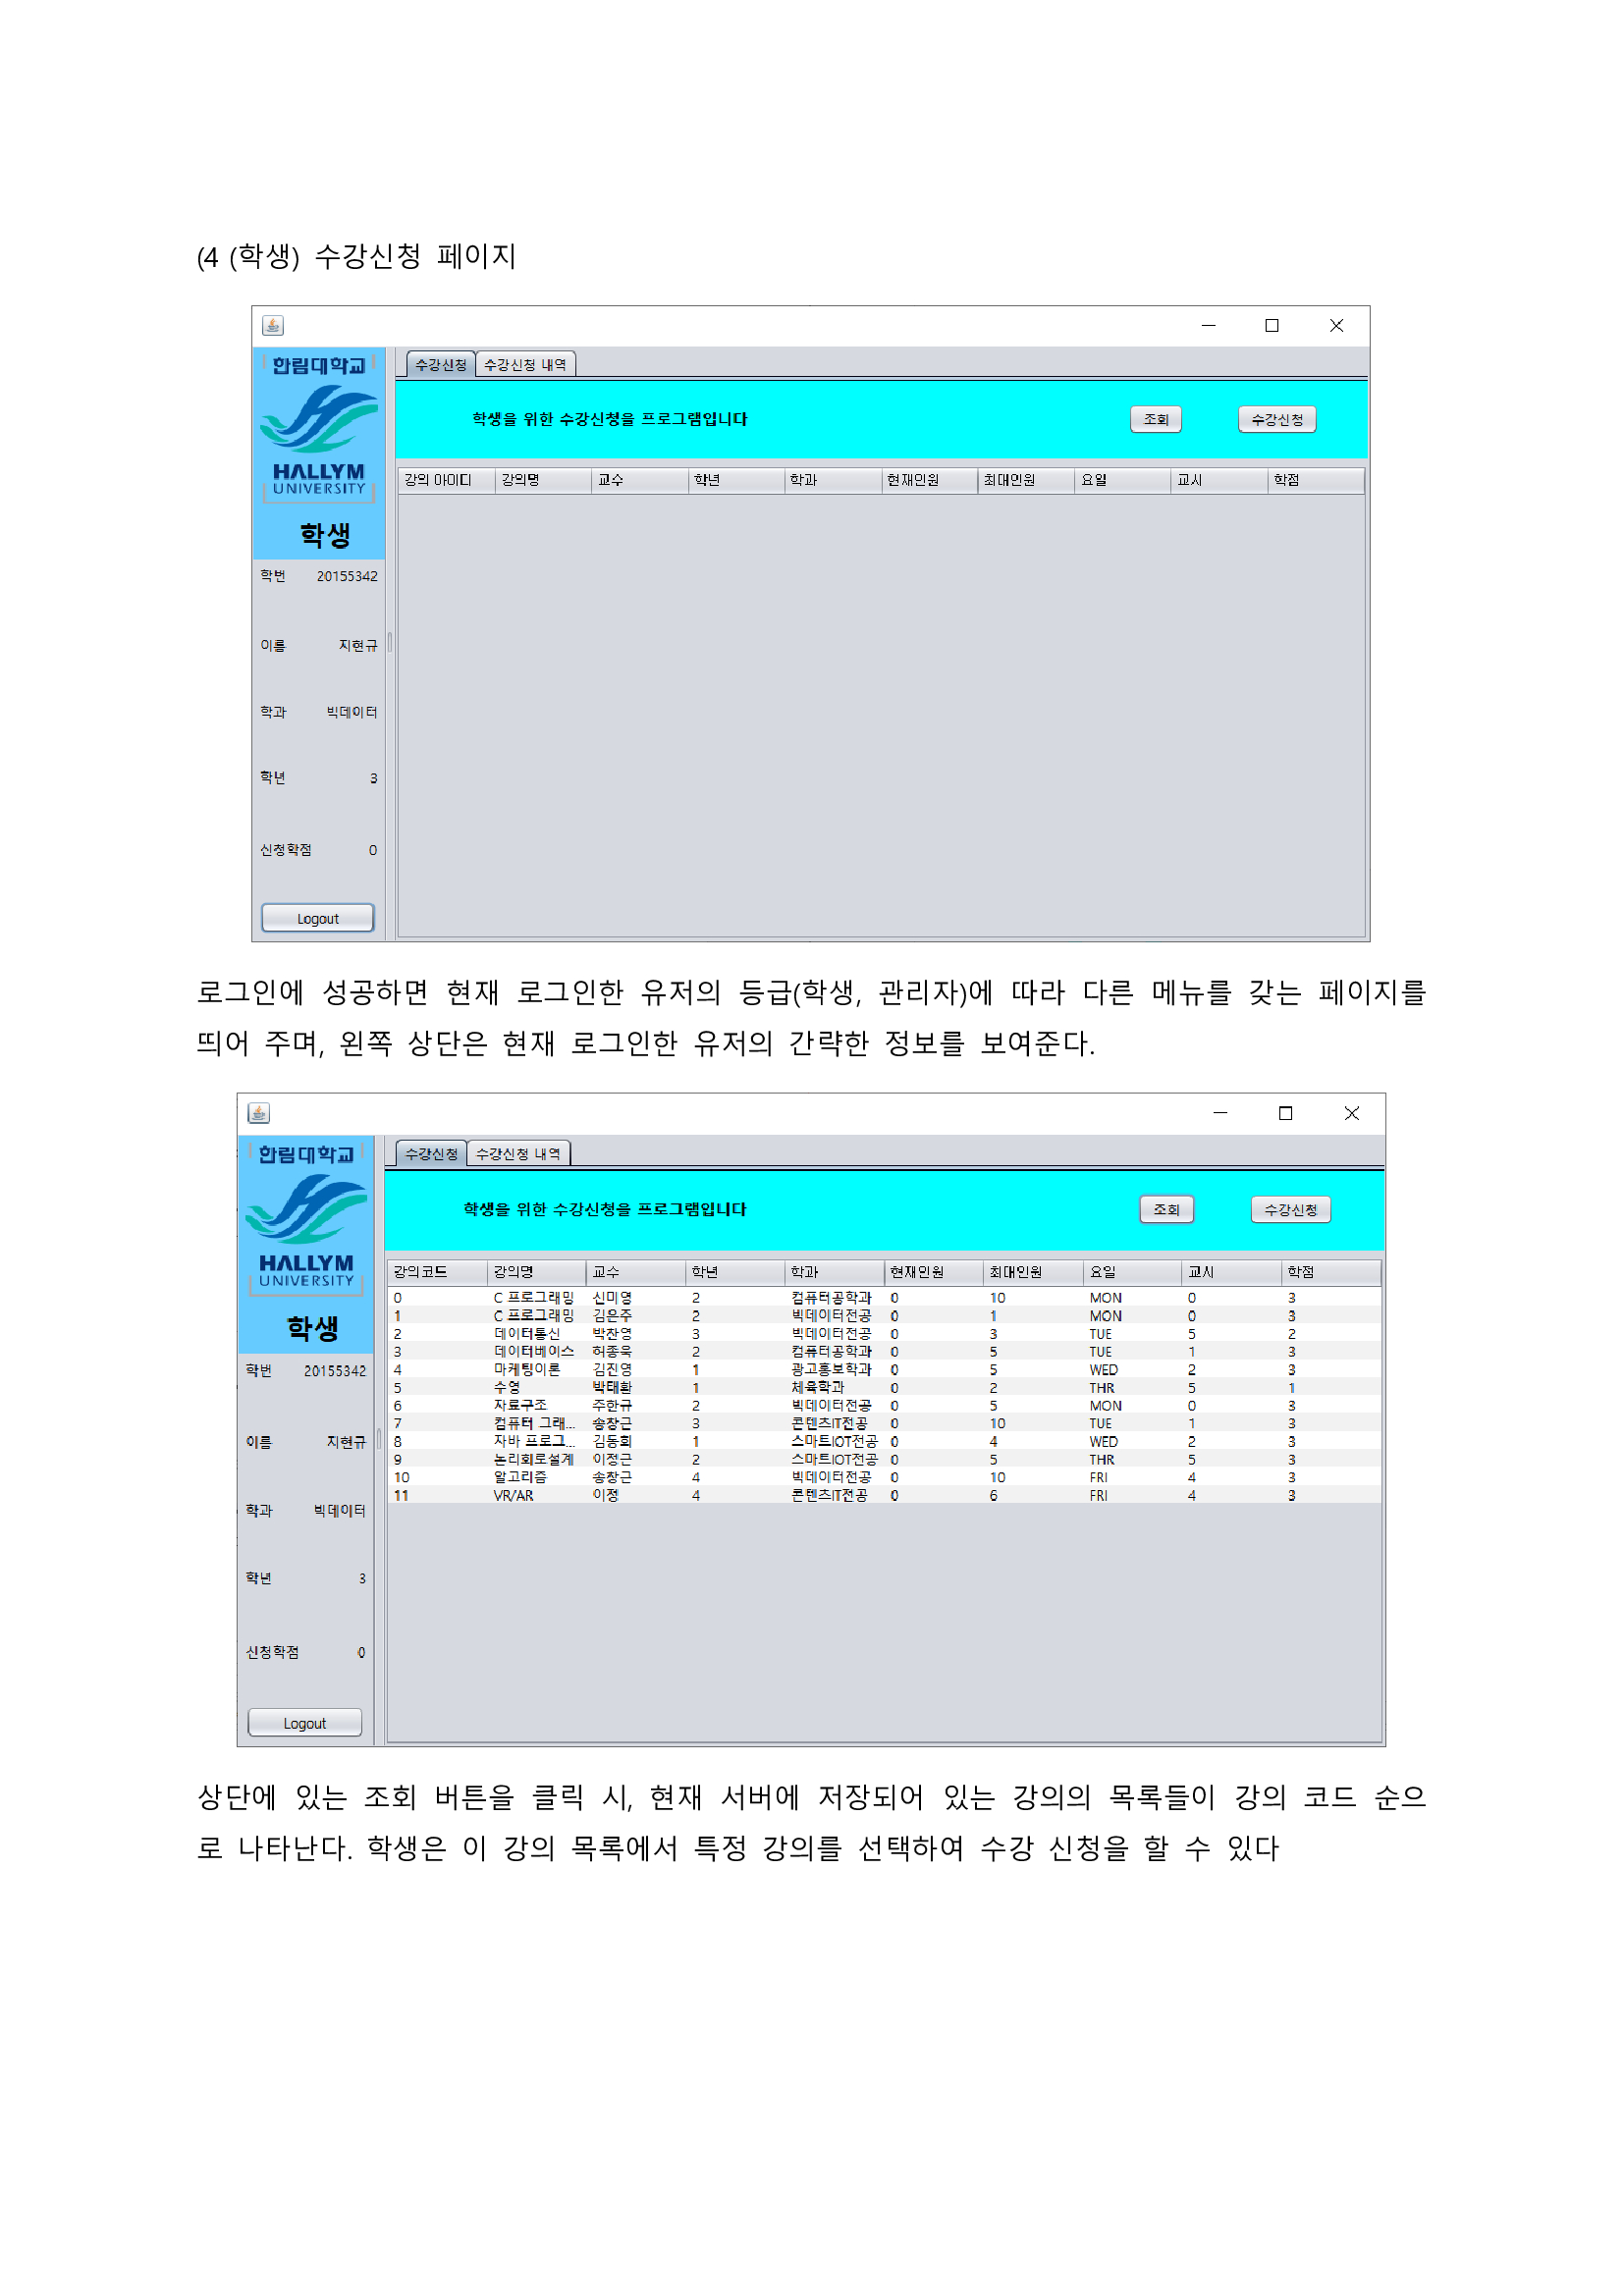 (4 (학생) 수강신청 페이지
한림대학교
HALLYM
UNIVERSITY
학생
학번 20155342
이름 지현규
학과 빅데이터
학년 3
신청학점 0
Logout
수강신청 수강신청 내역
학생을 위한 수강신청을 프로그램입니다 조회 수강신청
강의 아이디 강의명 교수 학년 학과 현재인원 최대인원 요일 교시 학점
로그인에 성공하면 현재 로그인한 유저의 등급(학생, 관리자)에 따라 다른 메뉴를 갖는 페이지를
띄어 주며, 왼쪽 상단은 현재 로그인한 유저의 간략한 정보를 보여준다.
한림대학교
HALLYM
UNIVERSITY
학생
학번 20155342
이름 지현규
학과 빅데이터
학년 3
신청학점 0
Logout
수강신청 수강신청 내역
학생을 위한 수강신청을 프로그램입니다 조회 수강신청
강의코드 강의명 교수 학년 학과 현재인원 최대인원 요일 교시 학점
0 C 프로그래밍 신미영 2 컴퓨터공학과 0 10 MON 0 3
1 C 프로그래밍 김은주 2 빅데이터전공 0 1 MON 0 3
2 데이터통신 박찬영 3 빅데이터전공 0 3 TUE 5 2
3 데이터베이스 허종욱 2 컴퓨터공학과 0 5 TUE 1 3
4 마케팅이론 김진영 1 광고홍보학과 0 5 WED 2 3
5 수영 박태환 1 체육학과 0 2 THR 5 1
6 자료구조 주한규 2 빅데이터전공 0 5 MON 0 3
7 컴퓨터 그래... 송창근 3 콘텐츠IT전공 0 10 TUE 1 3
8 자바 프로그... 김동회 1 스마트IOT전공 0 4 WED 2 3
9 논리회로설계 이정근 2 스마트IOT전공 0 5 THR 5 3
10 알고리즘 송창근 4 빅데이터전공 0 10 FRI 4 3
11 VR/AR 이정 4 콘텐츠IT전공 0 6 FRI 4 3
상단에 있는 조회 버튼을 클릭 시, 현재 서버에 저장되어 있는 강의의 목록들이 강의 코드 순으
로 나타난다. 학생은 이 강의 목록에서 특정 강의를 선택하여 수강 신청을 할 수 있다